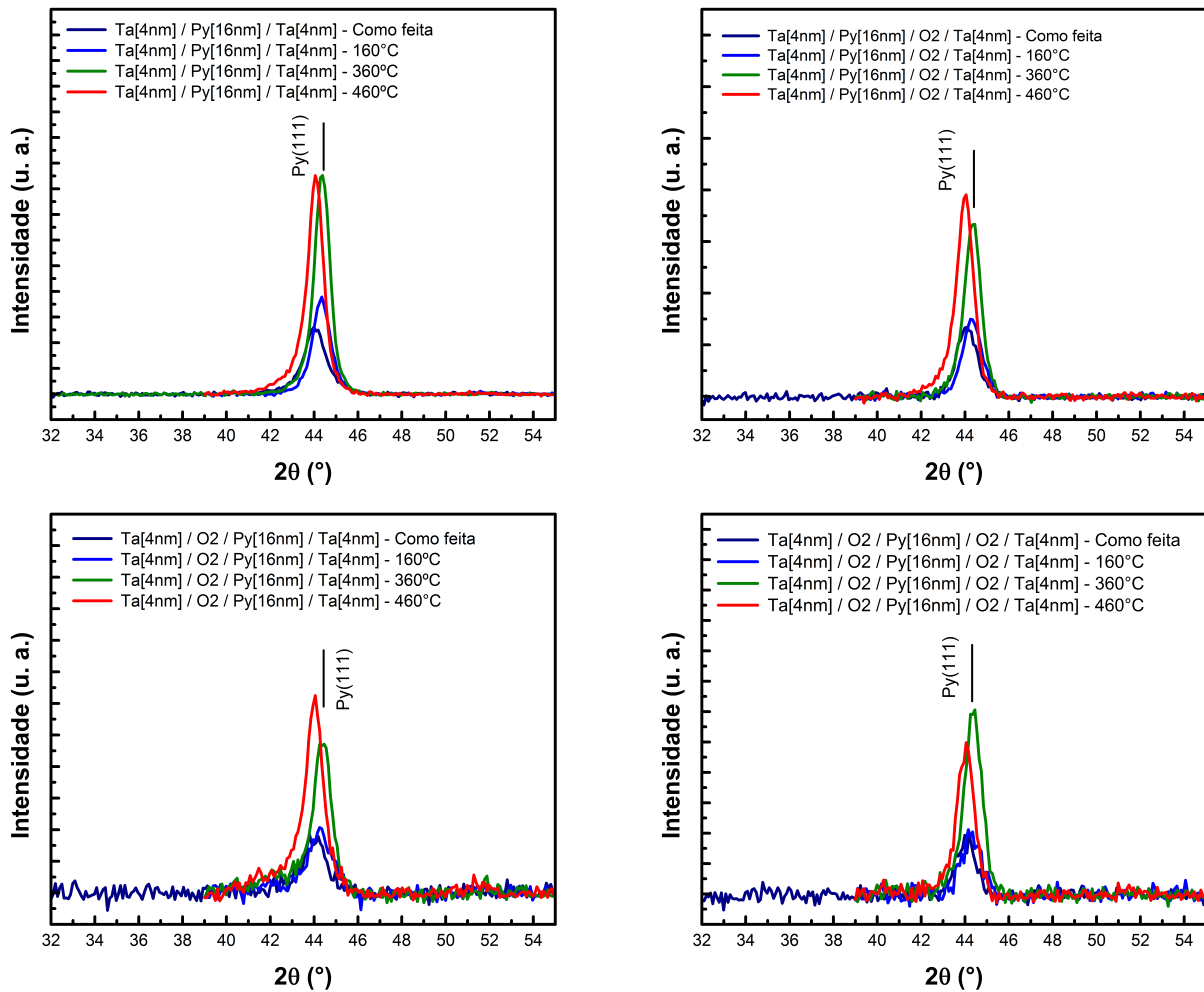 Ta[4nm] / Py[16nm] / Ta[4nm] - Como feita
Ta[4nm] / Py[16nm] / Ta[4nm] - 160°C
Ta[4nm] / Py[16nm] / Ta[4nm] - 360ºC
Ta[4nm] / Py[16nm] / Ta[4nm] - 460ºC
Py(111)
Intensidade (u. a.)
32 34 36 38 40 42 44 46 48 50 52 54
2θ (°)
Ta[4nm] / Py[16nm] / O2 / Ta[4nm] - Como feita
Ta[4nm] / Py[16nm] / O2 / Ta[4nm] - 160°C
Ta[4nm] / Py[16nm] / O2 / Ta[4nm] - 360°C
Ta[4nm] / Py[16nm] / O2 / Ta[4nm] - 460°C
Py(111)
Intensidade (u. a.)
32 34 36 38 40 42 44 46 48 50 52 54
2θ (°)
Ta[4nm] / O2 / Py[16nm] / Ta[4nm] - Como feita
Ta[4nm] / O2 / Py[16nm] / Ta[4nm] - 160ºC
Ta[4nm] / O2 / Py[16nm] / Ta[4nm] - 360ºC
Ta[4nm] / O2 / Py[16nm] / Ta[4nm] - 460°C
Py(111)
Intensidade (u. a.)
32 34 36 38 40 42 44 46 48 50 52 54
2θ (°)
Ta[4nm] / O2 / Py[16nm] / O2 / Ta[4nm] - Como feita
Ta[4nm] / O2 / Py[16nm] / O2 / Ta[4nm] - 160°C
Ta[4nm] / O2 / Py[16nm] / O2 / Ta[4nm] - 360°C
Ta[4nm] / O2 / Py[16nm] / O2 / Ta[4nm] - 460°C
Py(111)
Intensidade (u. a.)
32 34 36 38 40 42 44 46 48 50 52 54
2θ (°)